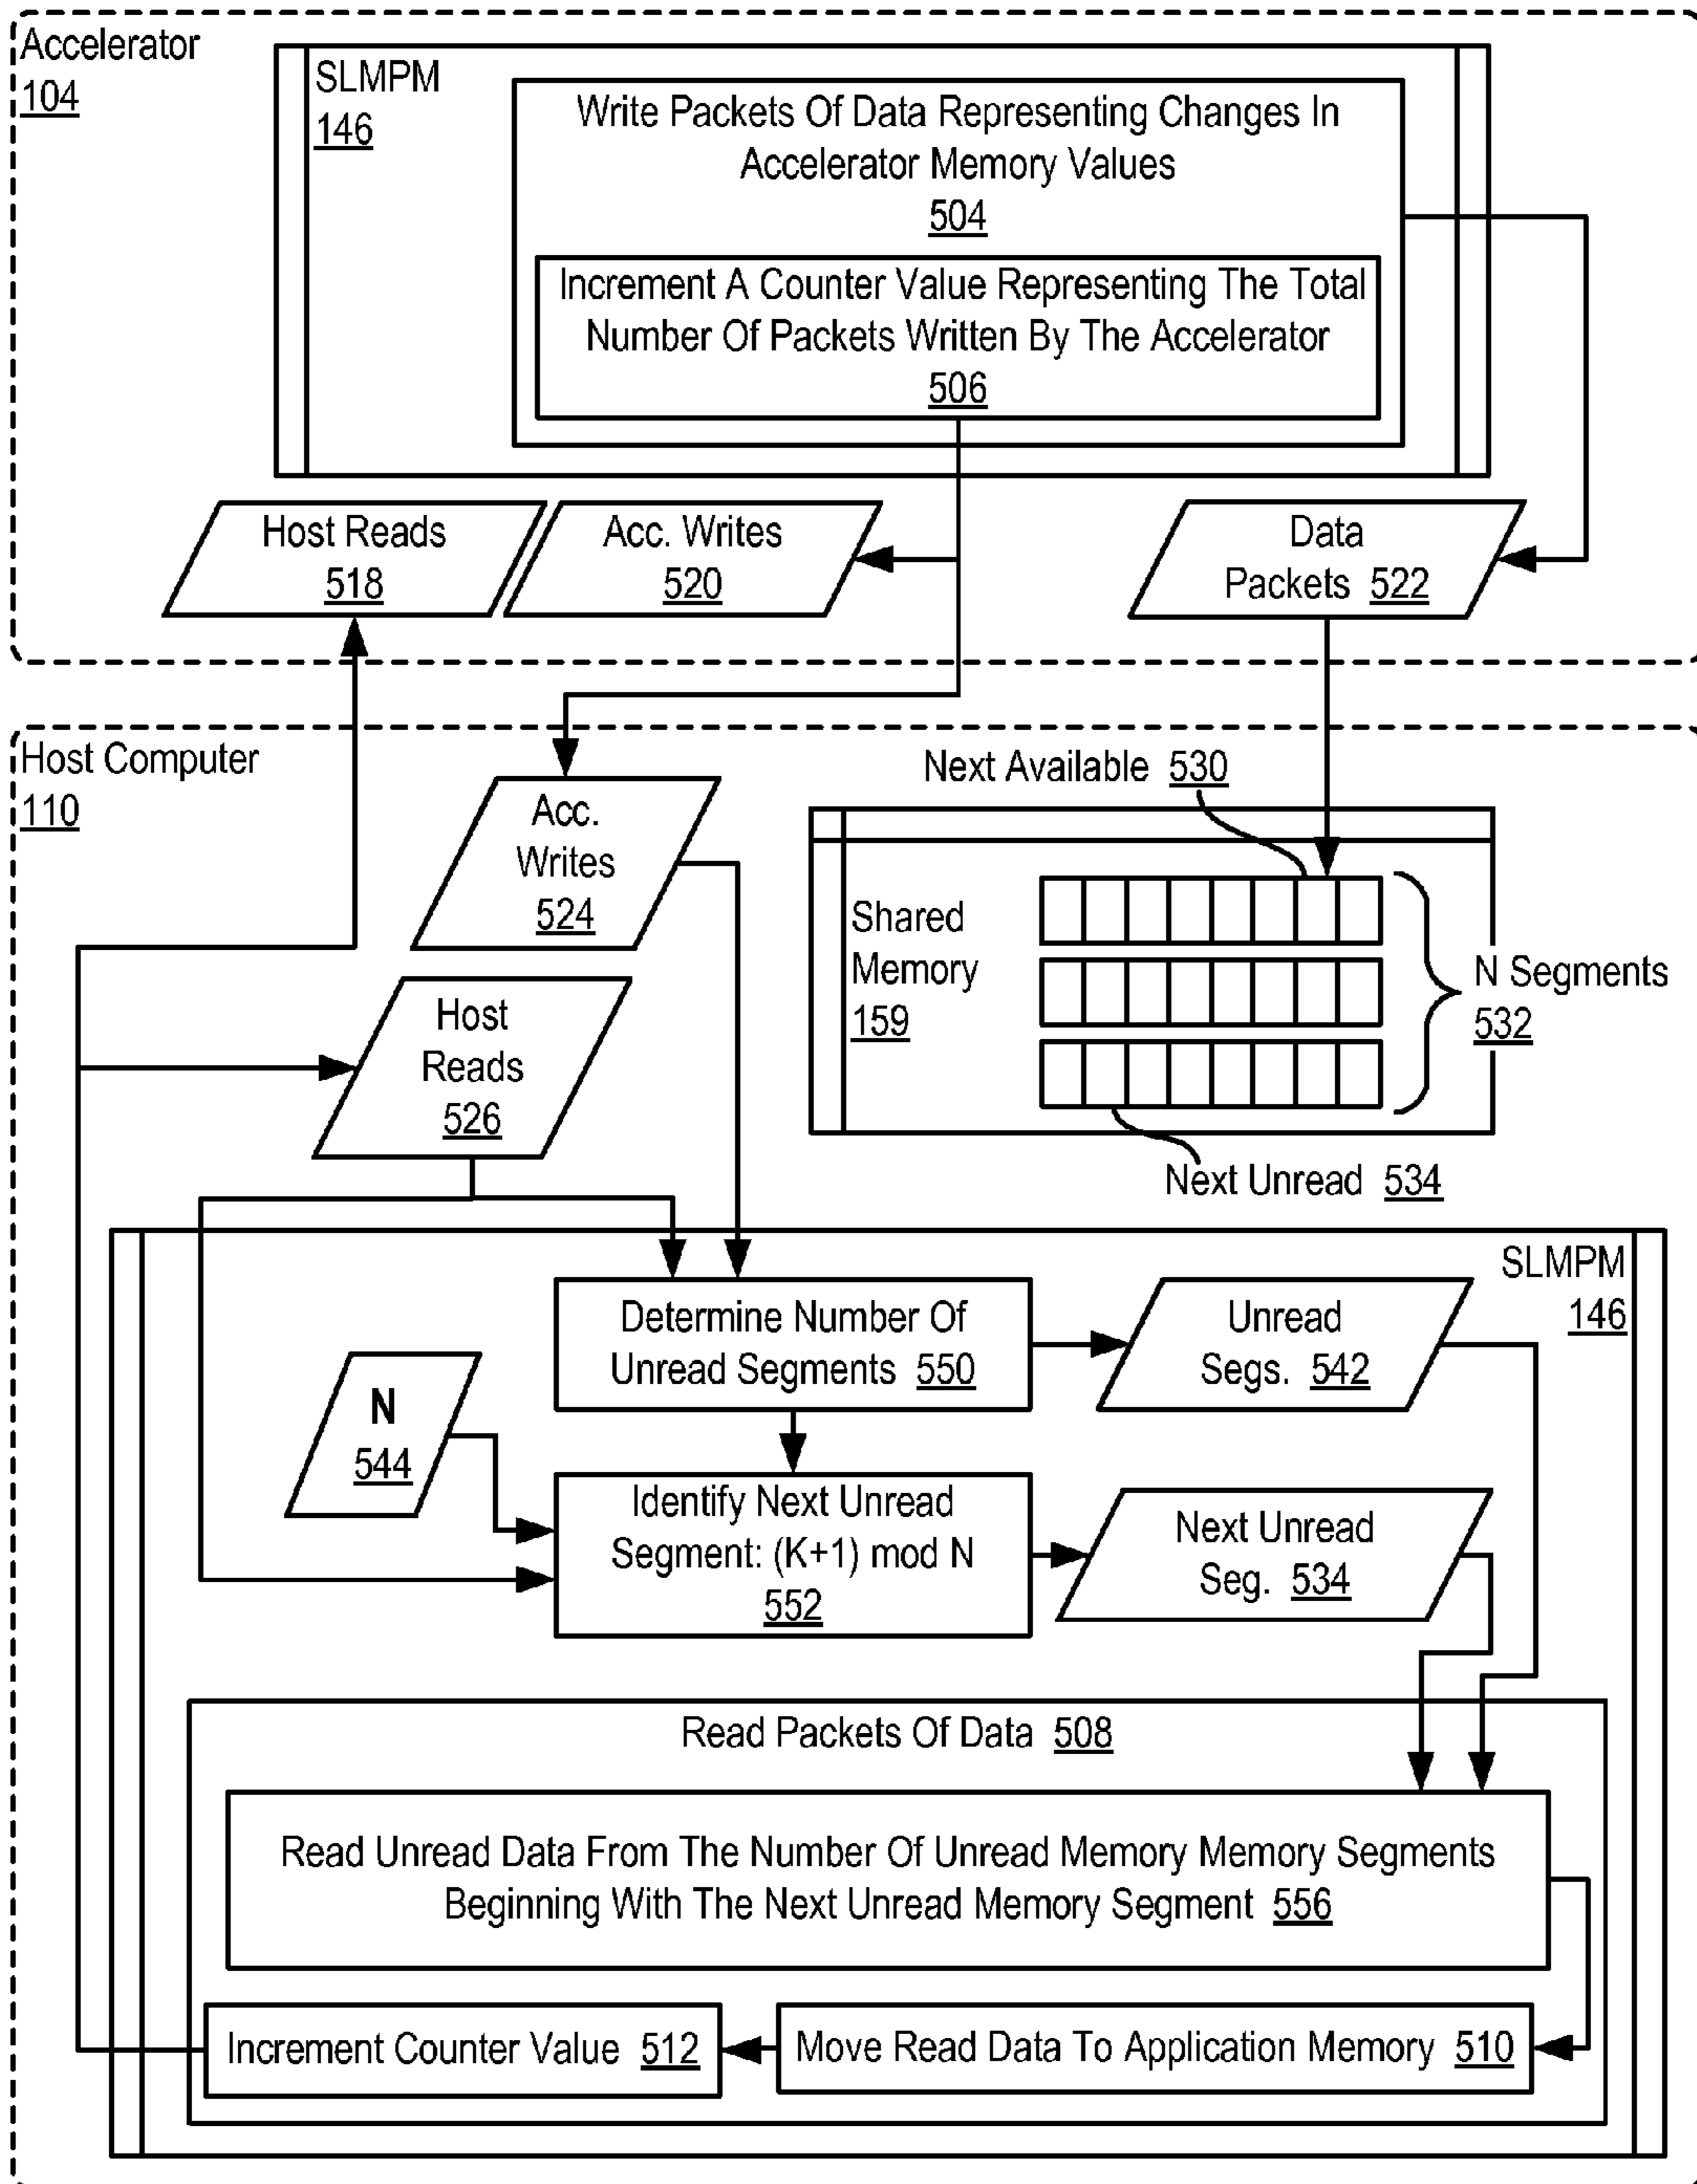 Accelerator
104
SLMPM
146
Write Packets Of Data Representing Changes In
Accelerator Memory Values
504
Increment A Counter Value Representing The Total
Number Of Packets Written By The Accelerator
506
Host Reads
518
Acc. Writes
520
Data
Packets 522
Host Computer
110
Acc.
Writes
524
Next Available 530
Shared
Memory
159
N Segments
532
Host
Reads
526
Next Unread 534
SLMPM
146
Determine Number Of
Unread Segments 550
Unread
Segs. 542
N
544
Identify Next Unread
Segment: (K+1) mod N
552
Next Unread
Seg. 534
Read Packets Of Data 508
Read Unread Data From The Number Of Unread Memory Memory Segments
Beginning With The Next Unread Memory Segment 556
Increment Counter Value 512
Move Read Data To Application Memory 510